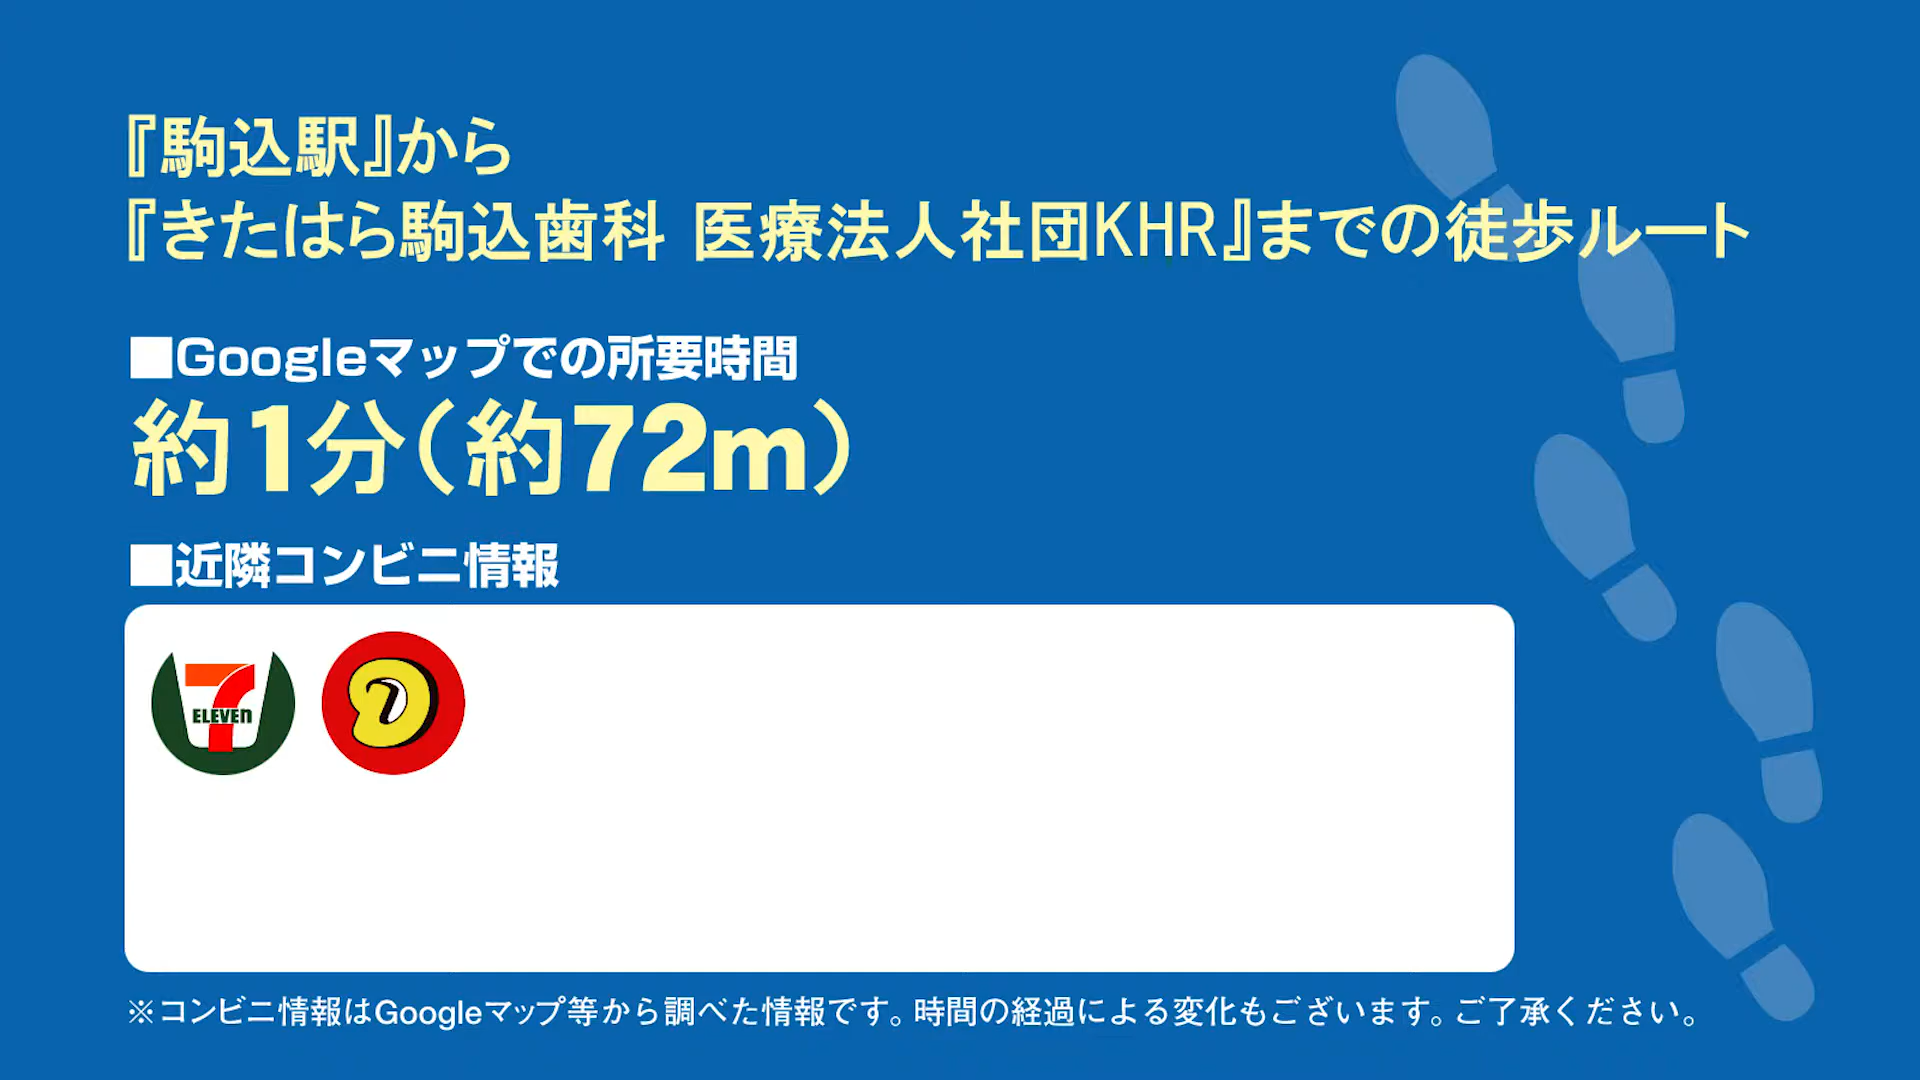 『駒込駅』から
『きたはら駒込歯科 医療法人社団KHR』までの徒歩ルート
■Googleマップでの所要時間
約1分（約72m）
■近隣コンビニ情報
7
ELEVEN
D
※コンビニ情報はGoogleマップ等から調べた情報です。時間の経過による変化もございます。ご了承ください。